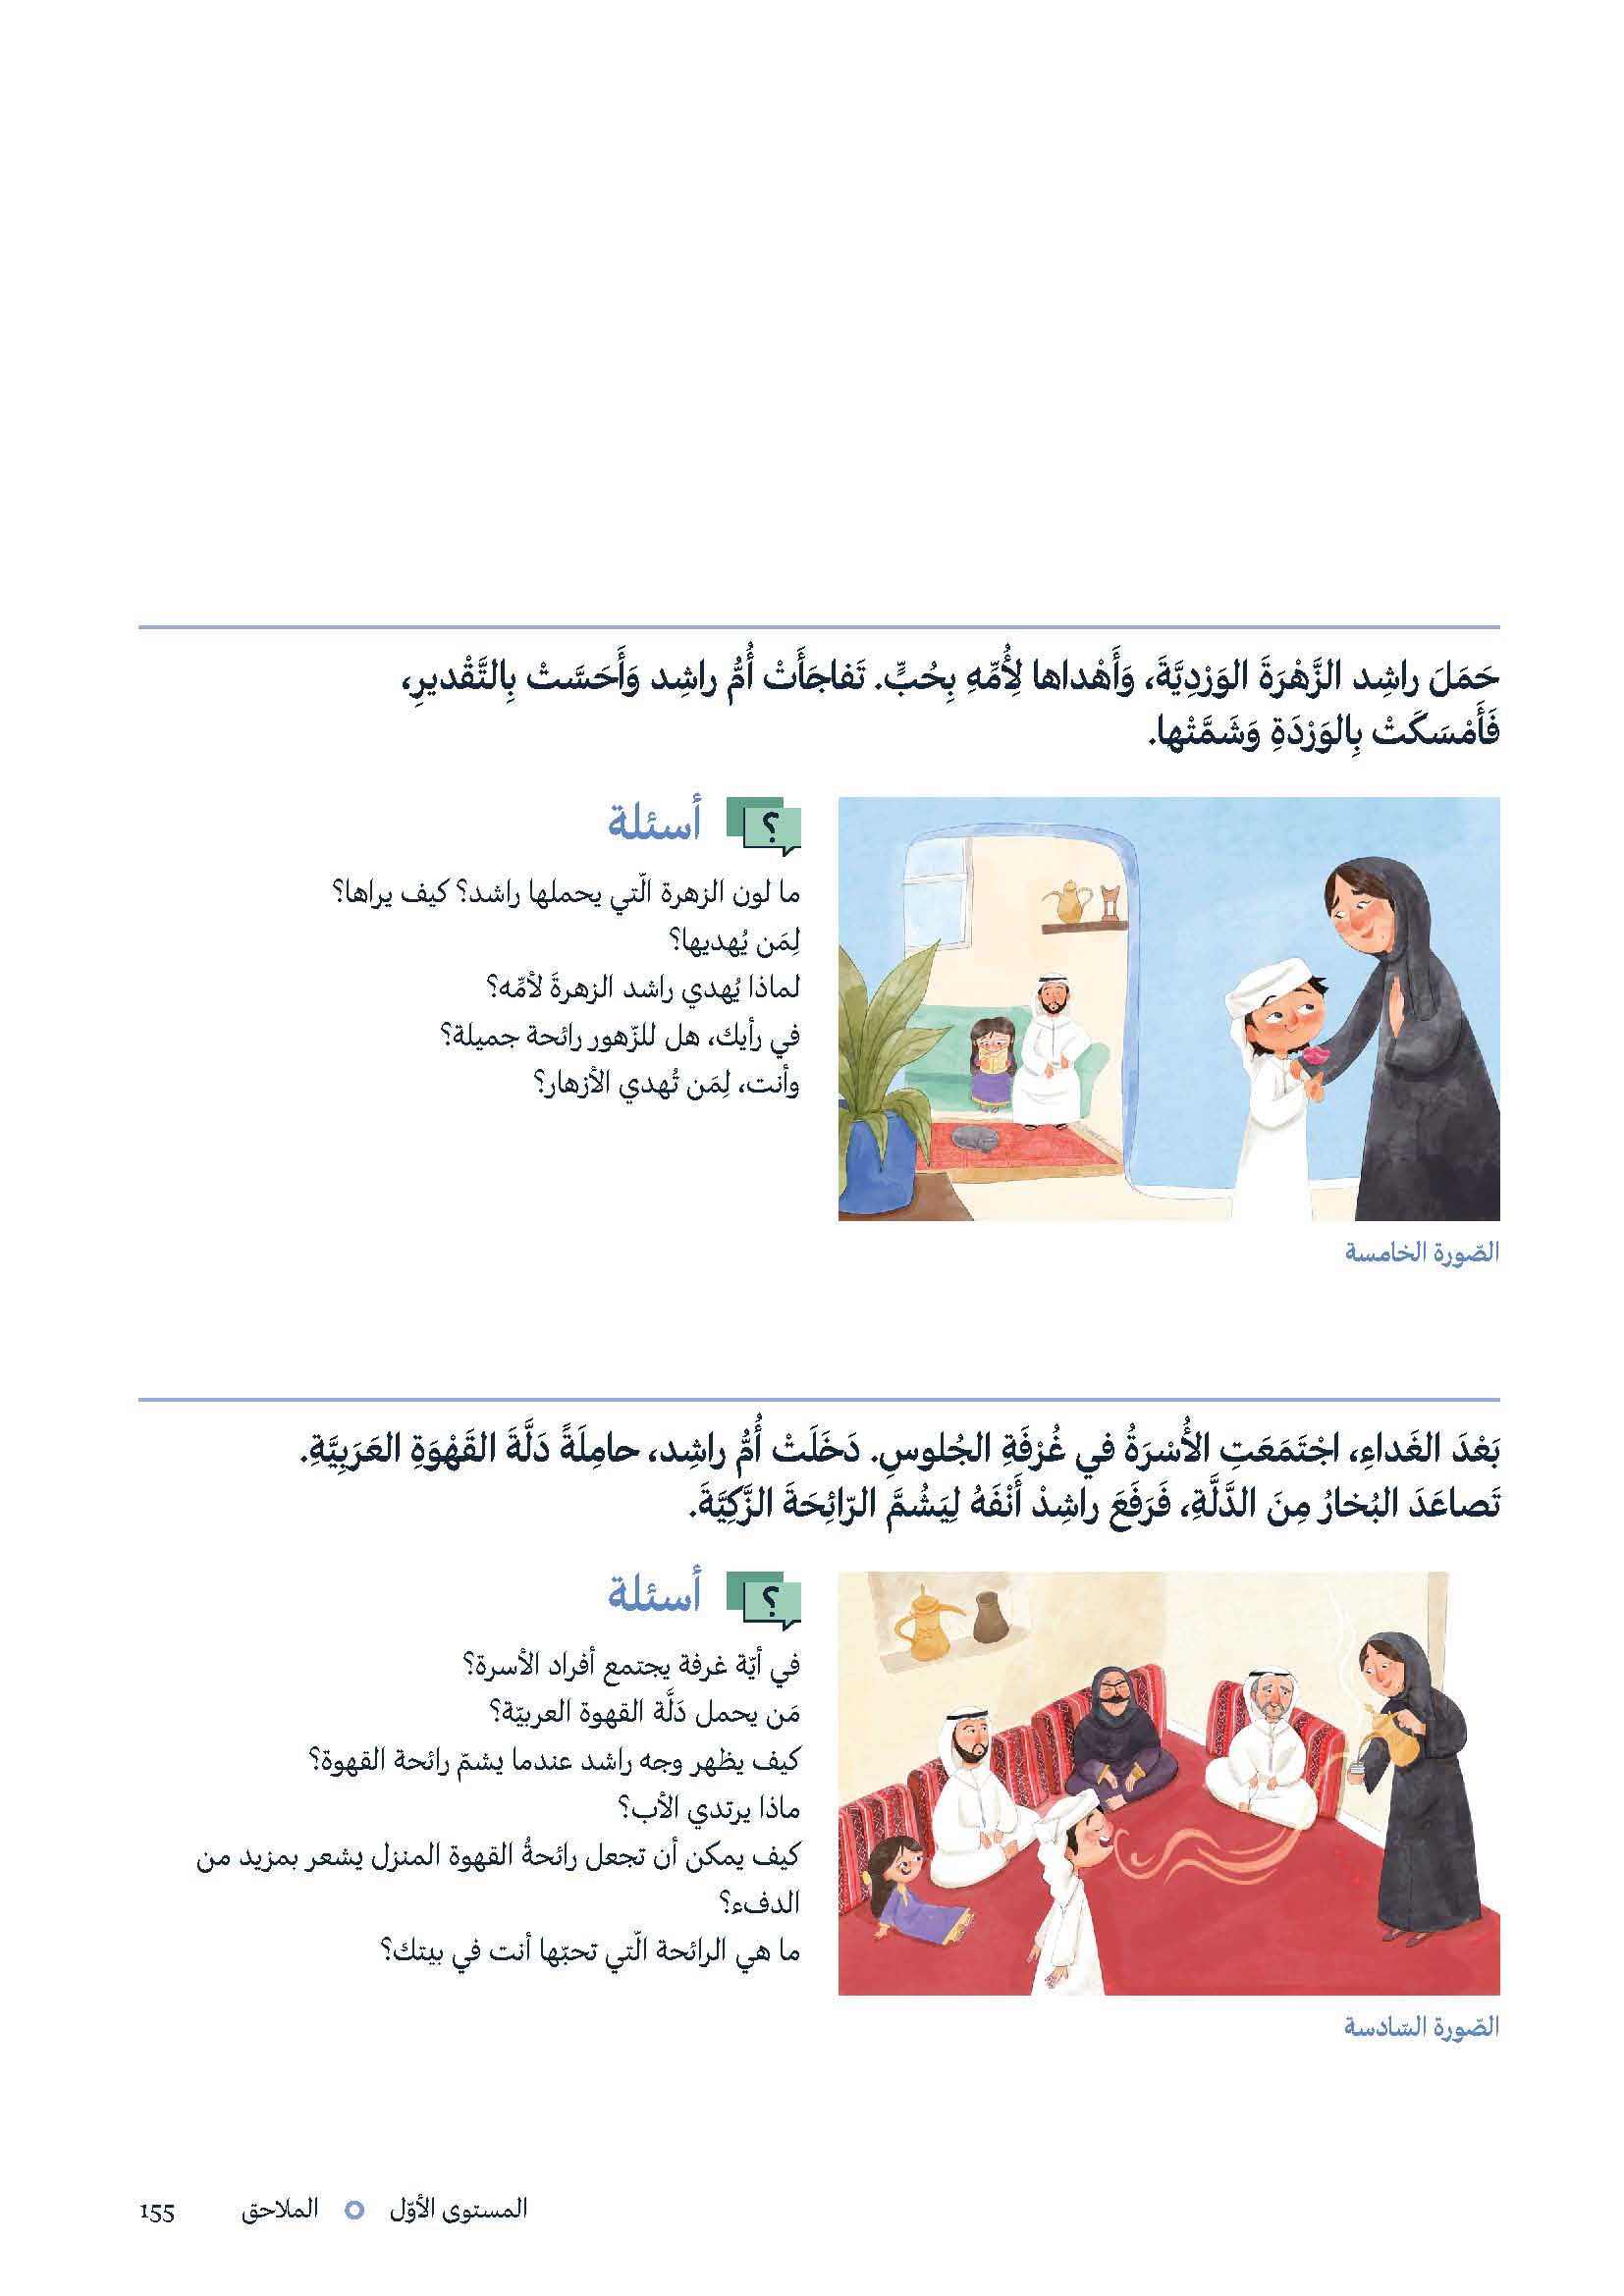 حَمَلَ راشِد الزَّهْرَةَ الوَرْدِيَّةَ، وَأَهْداها لِأُمِّهِ بِحُبٍّ. تَفاجَأَتْ أُمُّ راشِد وَأَحَسَّتْ بِالتَّقْديرِ،
فَأَمْسَكَتْ بِالوَرْدَةِ وَشَمَّتْها.
؟ أسئلة
ما لون الزهرة الّتي يحملها راشد؟ كيف يراها؟
لِمَن يُهديها؟
لماذا يُهدي راشد الزهرةَ لأمِّه؟
في رأيك، هل للزّهور رائحة جميلة؟
وأنت، لِمَن تُهدي الأزهار؟
الصّورة الخامسة
بَعْدَ الغَداءِ، اجْتَمَعَتِ الأُسْرَةُ في غُرْفَةِ الجُلوسِ. دَخَلَتْ أُمُّ راشِد، حامِلَةً دَلَّةَ القَهْوَةِ العَرَبِيَّةِ.
تَصاعَدَ البُخارُ مِنَ الدَّلَّةِ، فَرَفَعَ راشِدْ أَنْفَهُ لِيَشُمَّ الرّائِحَةَ الزَّكِيَّةَ.
؟ أسئلة
في أيّة غرفة يجتمع أفراد الأسرة؟
مَن يحمل دَلَّة القهوة العربيّة؟
كيف يظهر وجه راشد عندما يشمّ رائحة القهوة؟
ماذا يرتدي الأب؟
كيف يمكن أن تجعل رائحةُ القهوة المنزل يشعر بمزيد من
الدفء؟
ما هي الرائحة الّتي تحبّها أنت في بيتك؟
الصّورة السّادسة
المستوى الأوّل الملاحق 155